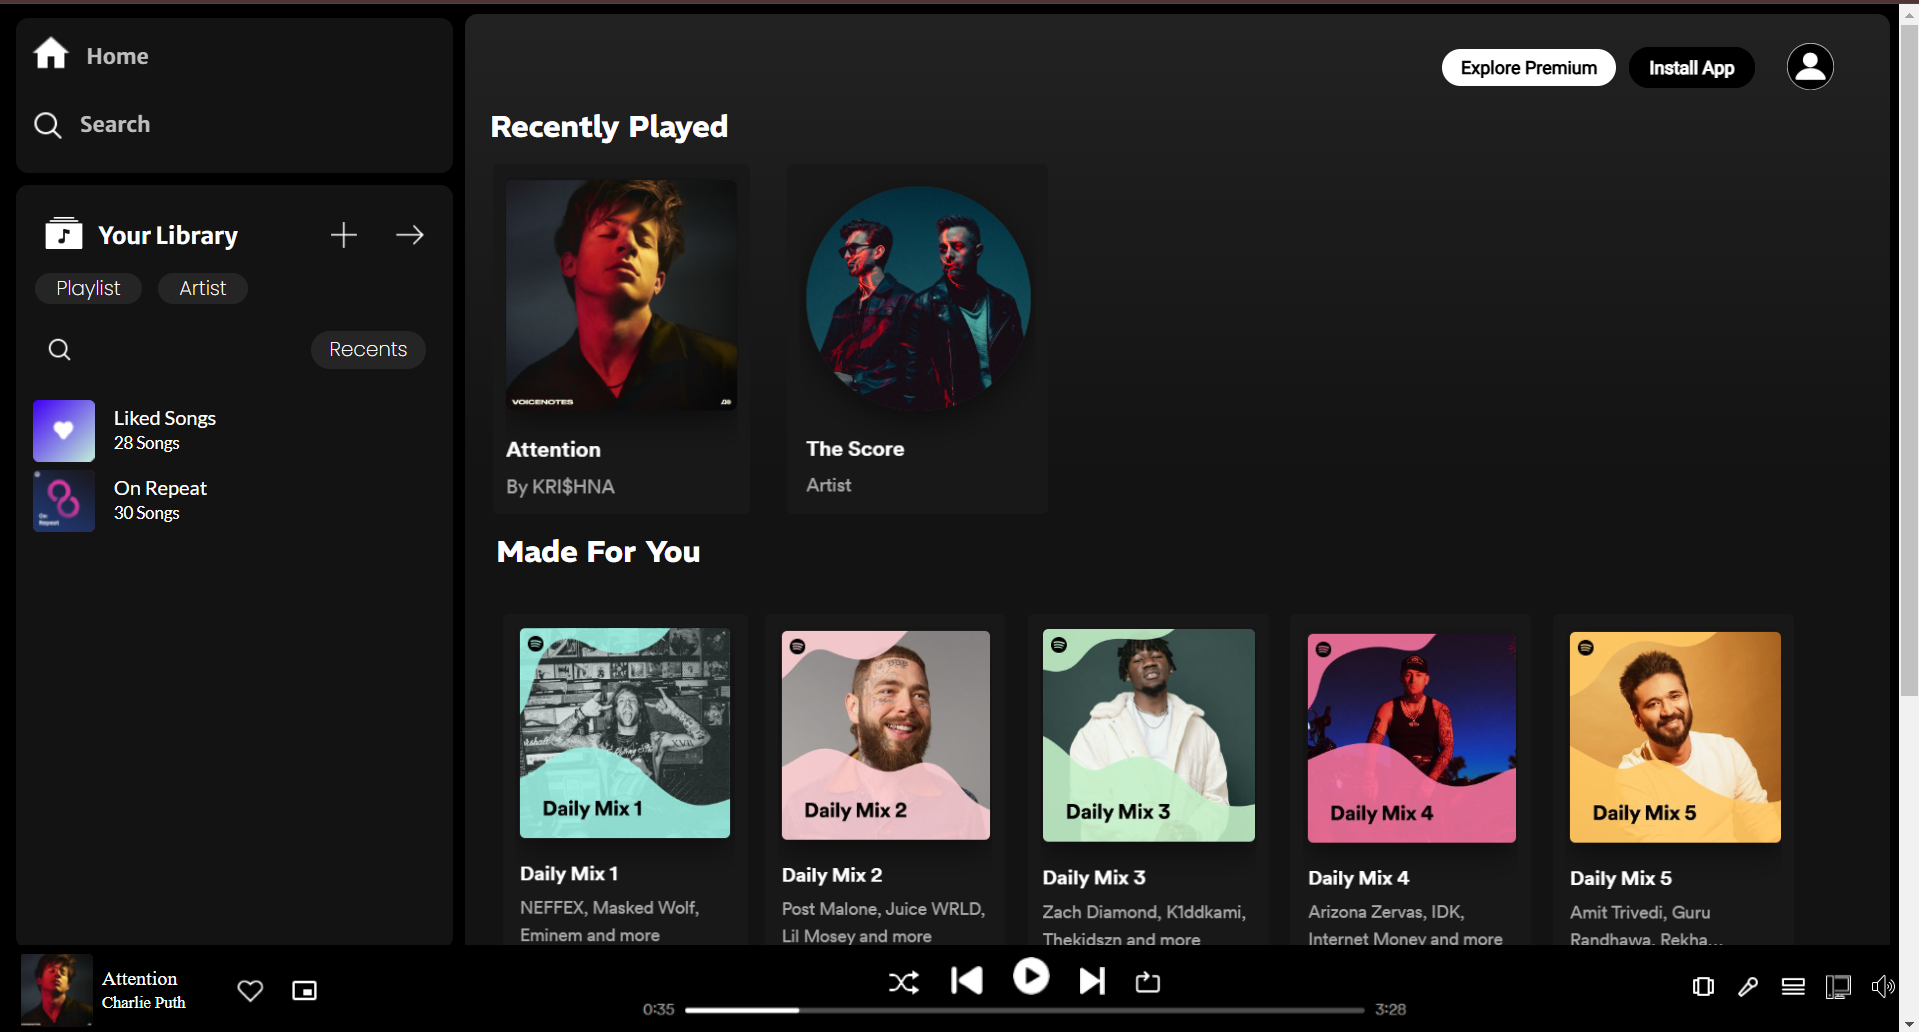 Home
Search
Your Library
Playlist
Artist
Recents
Liked Songs
28 Songs
On Repeat
30 Songs
Explore Premium
Install App
Recently Played
VOICENOTES
Attention
By KRI$HNA
The Score
Artist
Made For You
Daily Mix 1
Daily Mix 2
Daily Mix 3
Daily Mix 4
Daily Mix 5
Daily Mix 1
NEFFEX, Masked Wolf,
Eminem and more
Daily Mix 2
Post Malone, Juice WRLD,
Lil Mosey and more
Daily Mix 3
Zach Diamond, K1ddkami,
Thekidszn and more
Daily Mix 4
Arizona Zervas, IDK,
Internet Money and more
Daily Mix 5
Amit Trivedi, Guru
Randhawa, Rekha...
Attention
Charlie Puth
0:35
3:28